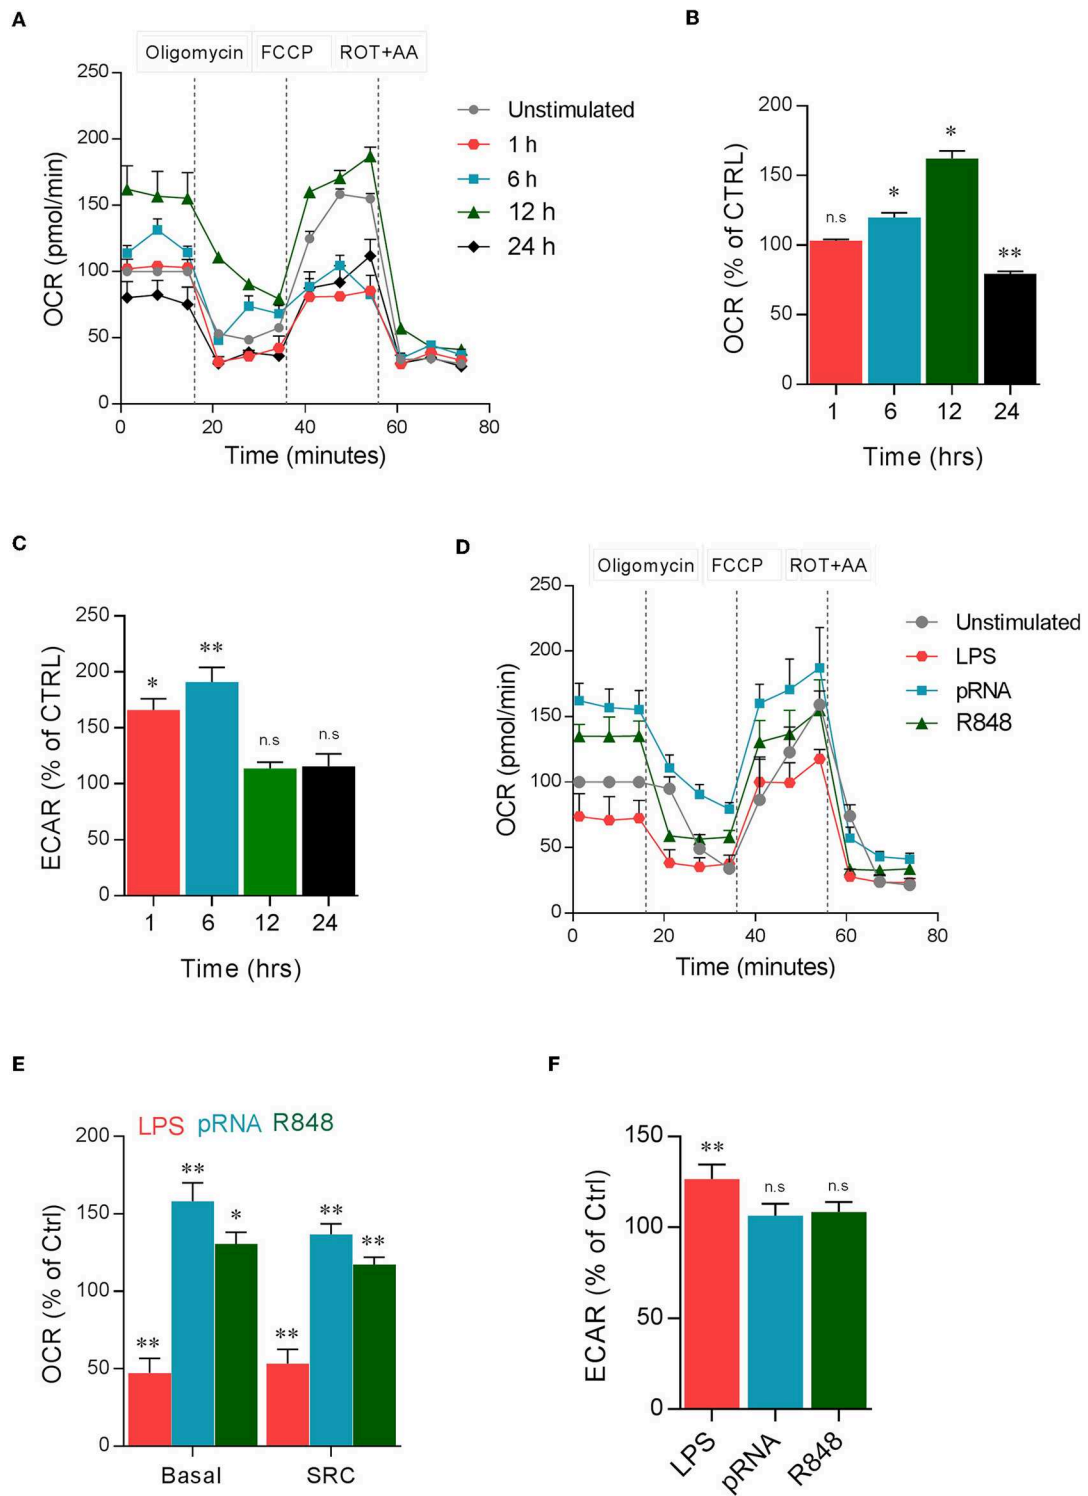 A
Oligomycin FCCP ROT+AA
250
200
150
100
50
0
OCR (pmol/min)
0 20 40 60 80
Time (minutes)
Unstimulated
1 h
6 h
12 h
24 h
B
200
150
100
50
0
OCR (% of CTRL)
n.s * * **
1 6 12 24
Time (hrs)
C
250
200
150
100
50
0
ECAR (% of CTRL)
* ** n.s n.s
1 6 12 24
Time (hrs)
D
Oligomycin FCCP ROT+AA
250
200
150
100
50
0
OCR (pmol/min)
0 20 40 60 80
Time (minutes)
Unstimulated
LPS
pRNA
R848
E
LPS pRNA R848
200
150
100
50
0
OCR (% of Ctrl)
** ** * ** ** **
Basal SRC
F
150
100
50
0
ECAR (% of Ctrl)
** n.s n.s
LPS pRNA R848